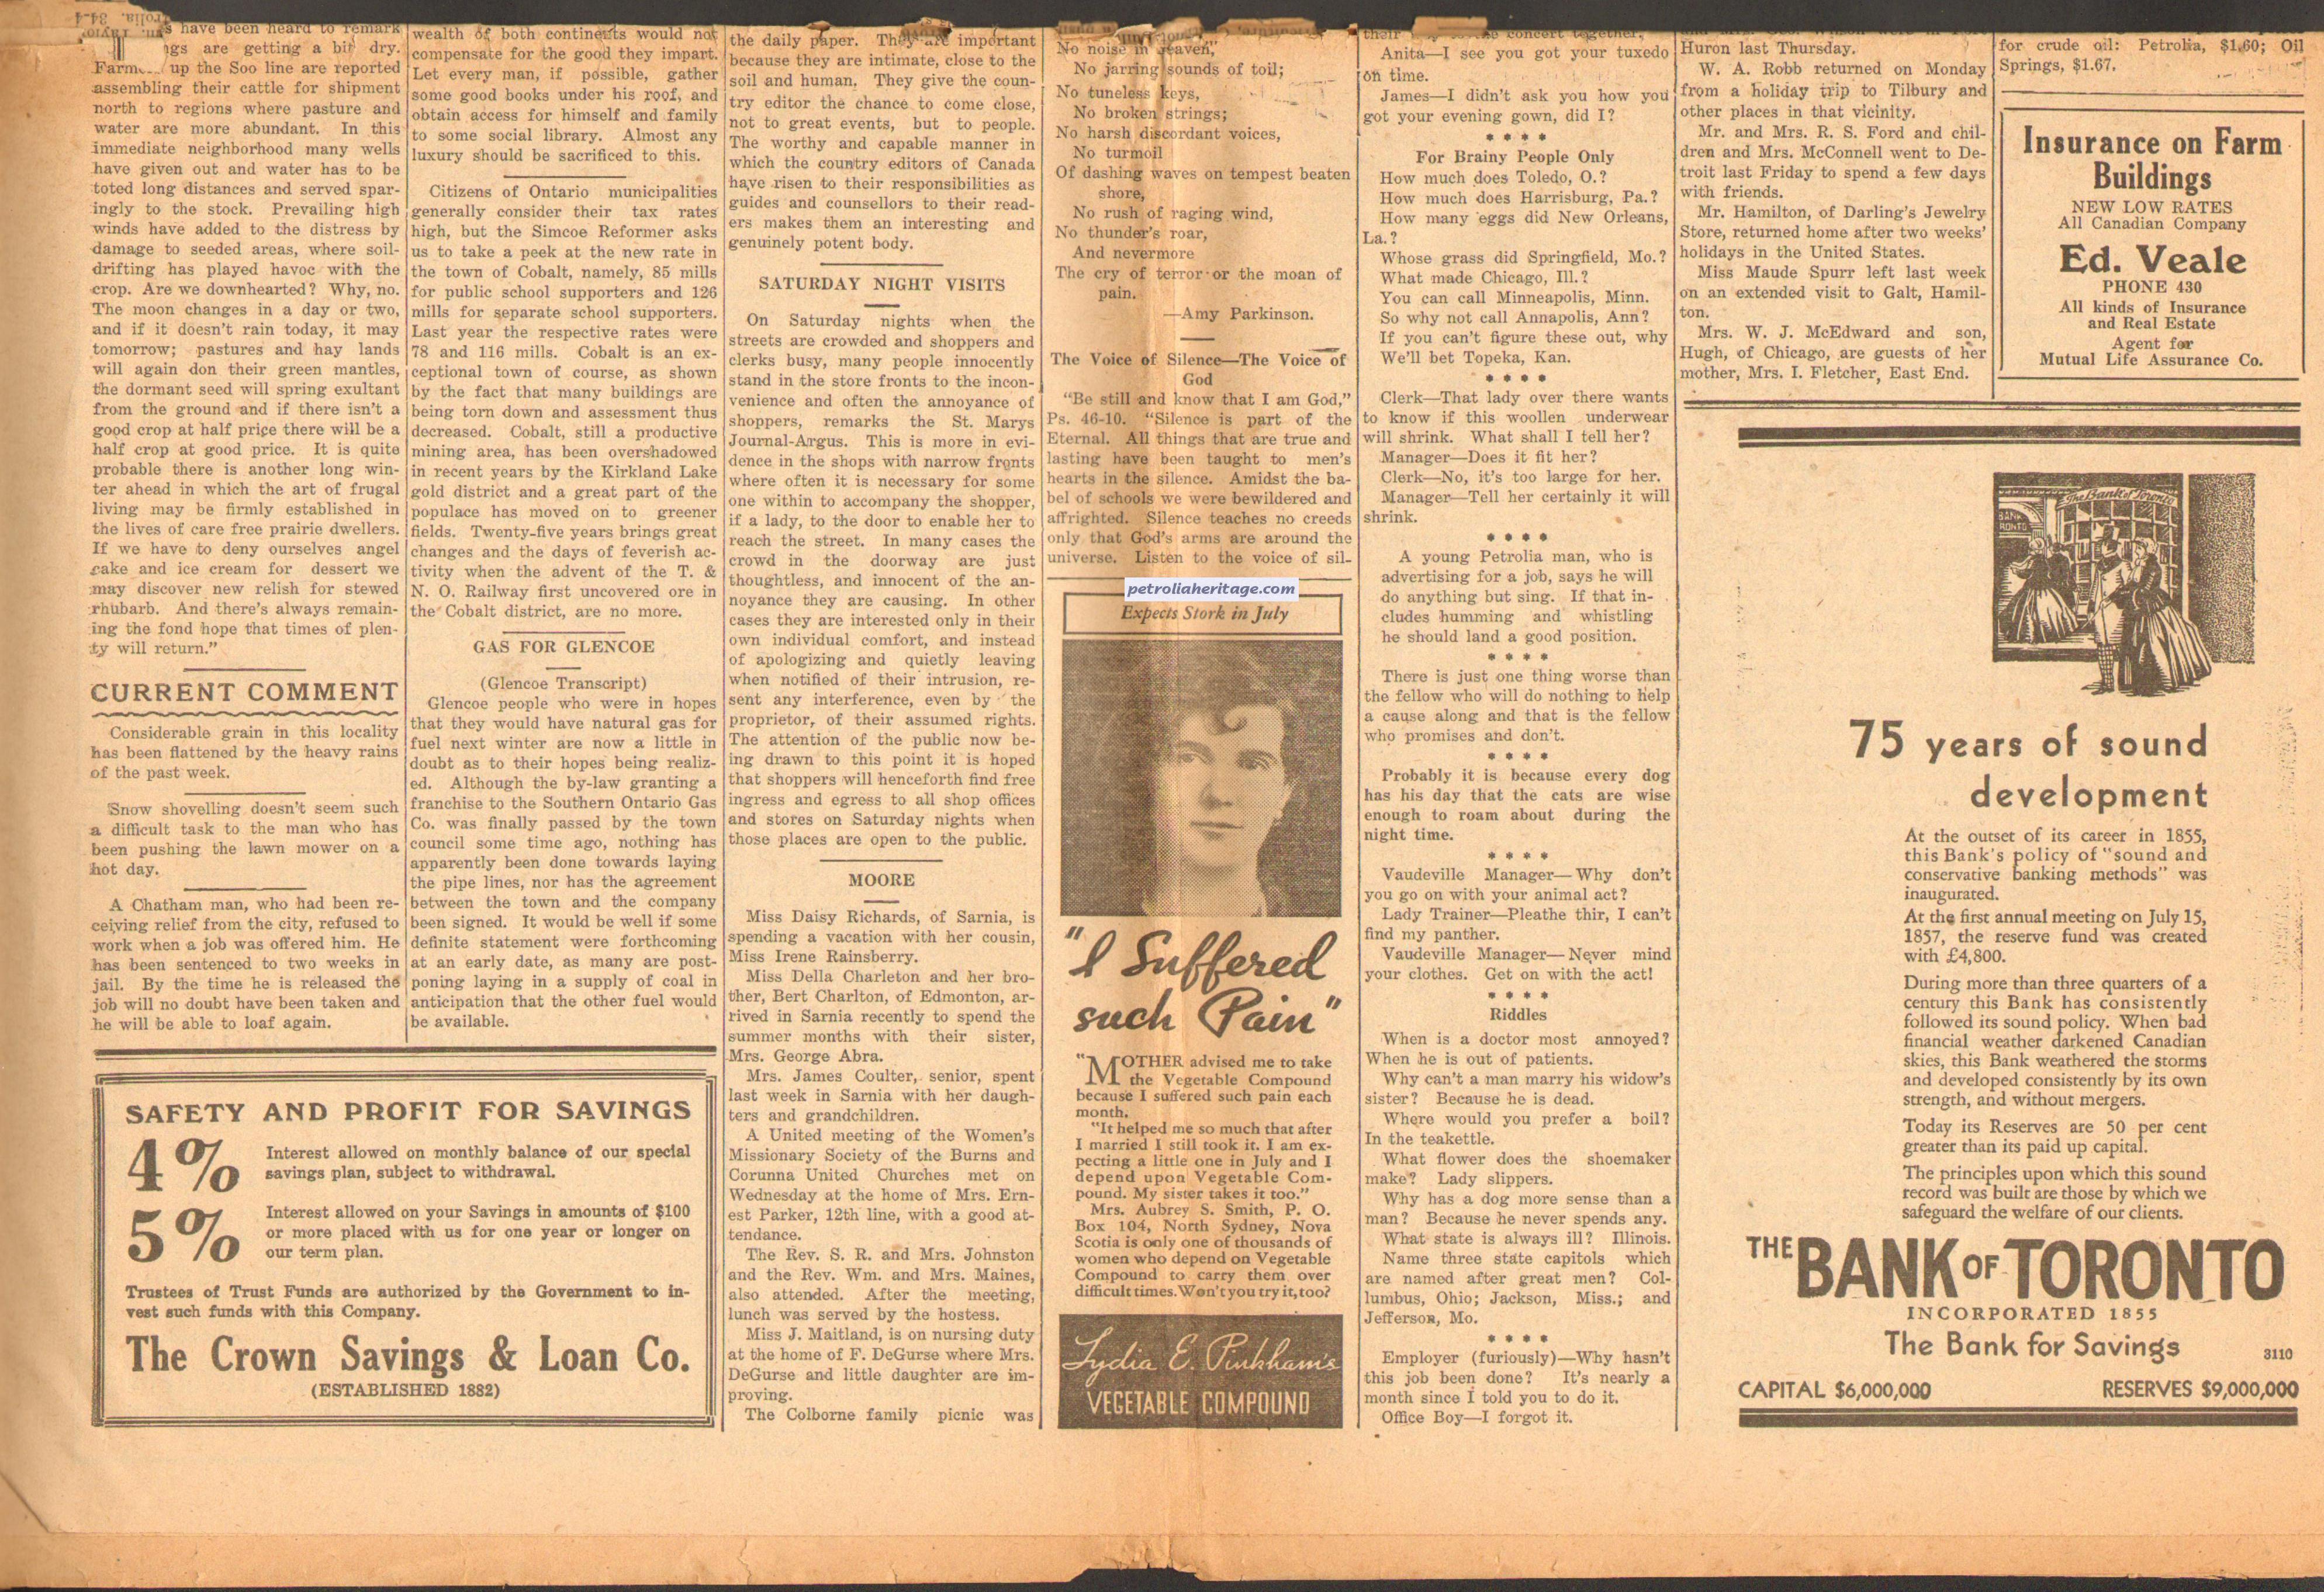 s have been heard to remark
gs are getting a bit dry.
up the Soo line are reported
assembling their cattle for shipment
north to regions where pasture and
water are more abundant. In this
immediate neighborhood many wells
have given out and water has to be
toted long distances and served spar-
ingly to the stock. Prevailing high
winds have added to the distress by
damage to seeded areas, where soil-
drifting has played havoc with the
crop. Are we downhearted? Why, no.
The moon changes in a day or two,
and if it doesn't rain today, it may
tomorrow; pastures and hay lands
will again don their green mantles,
the dormant seed will spring exultant
from the ground and if there isn't a
good crop at half price there will be a
half crop at good price. It is quite
probable there is another long win-
ter ahead in which the art of frugal
living may be firmly established in
the lives of care free prairie dwellers.
If we have to deny ourselves angel
cake and ice cream for dessert we
may discover new relish for stewed
rhubarb. And there's always remain-
ing the fond hope that times of plen-
ty will return."
CURRENT COMMENT
Considerable grain in this locality
has been flattened by the heavy rains
of the past week.
Snow shovelling doesn't seem such
a difficult task to the man who has
been pushing the lawn mower on a
hot day.
A Chatham man, who had been re-
ceiving relief from the city, refused to
work when a job was offered him. He
has been sentenced to two weeks in
jail. By the time he is released the
job will no doubt have been taken and
he will be able to loaf again.
wealth of both continents would not
compensate for the good they impart.
Let every man, if possible, gather
some good books under his roof, and
obtain access for himself and family
to some social library. Almost any
luxury should be sacrificed to this.
Citizens of Ontario municipalities
generally consider their tax rates
high, but the Simcoe Reformer asks
us to take a peek at the new rate in
the town of Cobalt, namely, 85 mills
for public school supporters and 126
mills for separate school supporters.
Last year the respective rates were
78 and 116 mills. Cobalt is an ex-
ceptional town of course, as shown
by the fact that many buildings are
being torn down and assessment thus
decreased. Cobalt, still a productive
mining area, has been overshadowed
in recent years by the Kirkland Lake
gold district and a great part of the
populace has moved on to greener
fields. Twenty-five years brings great
changes and the days of feverish ac-
tivity when the advent of the T. &
N. O. Railway first uncovered ore in
the Cobalt district, are no more.
GAS FOR GLENCOE
(Glencoe Transcript)
Glencoe people who were in hopes
that they would have natural gas for
fuel next winter are now a little in
doubt as to their hopes being realiz-
ed. Although the by-law granting a
franchise to the Southern Ontario Gas
Co. was finally passed by the town
council some time ago, nothing has
apparently been done towards laying
the pipe lines, nor has the agreement
between the town and the company
been signed. It would be well if some
definite statement were forthcoming
at an early date, as many are post-
poning laying in a supply of coal in
anticipation that the other fuel would
be available.
SAFETY AND PROFIT FOR SAVINGS
4% Interest allowed on monthly balance of our special
savings plan, subject to withdrawal.
5% Interest allowed on your Savings in amounts of $100
or more placed with us for one year or longer on
our term plan.
Trustees of Trust Funds are authorized by the Government to in-
vest such funds with this Company.
The Crown Savings & Loan Co.
(ESTABLISHED 1882)
the daily paper. They are important
because they are intimate, close to the
soil and human. They give the coun-
try editor the chance to come close,
not to great events, but to people.
The worthy and capable manner in
which the country editors of Canada
have risen to their responsibilities as
guides and counsellors to their read-
ers makes them an interesting and
genuinely potent body.
SATURDAY NIGHT VISITS
On Saturday nights when the
streets are crowded and shoppers and
clerks busy, many people innocently
stand in the store fronts to the incon-
venience and often the annoyance of
shoppers, remarks the St. Marys
Journal-Argus. This is more in evi-
dence in the shops with narrow fronts
where often it is necessary for some
one within to accompany the shopper,
if a lady, to the door to enable her to
reach the street. In many cases the
crowd in the doorway are just
thoughtless, and innocent of the an-
noyance they are causing. In other
cases they are interested only in their
own individual comfort, and instead
of apologizing and quietly leaving
when notified of their intrusion, re-
sent any interference, even by the
proprietor, of their assumed rights.
The attention of the public now be-
ing drawn to this point it is hoped
that shoppers will henceforth find free
ingress and egress to all shop offices
and stores on Saturday nights when
those places are open to the public.
MOORE
Miss Daisy Richards, of Sarnia, is
spending a vacation with her cousin,
Miss Irene Rainsberry.
Miss Della Charleton and her bro-
ther, Bert Charlton, of Edmonton, ar-
rived in Sarnia recently to spend the
summer months with their sister,
Mrs. George Abra.
Mrs. James Coulter, senior, spent
last week in Sarnia with her daugh-
ters and grandchildren.
A United meeting of the Women's
Missionary Society of the Burns and
Corunna United Churches met on
Wednesday at the home of Mrs. Ern-
est Parker, 12th line, with a good at-
tendance.
The Rev. S. R. and Mrs. Johnston
and the Rev. Wm. and Mrs. Maines,
also attended. After the meeting,
lunch was served by the hostess.
Miss J. Maitland, is on nursing duty
at the home of F. DeGurse where Mrs.
DeGurse and little daughter are im-
proving.
The Colborne family picnic was
No noise in heaven,
No jarring sounds of toil;
No tuneless keys,
No broken strings;
No harsh discordant voices,
No turmoil
Of dashing waves on tempest beaten
shore,
No rush of raging wind,
No thunder's roar,
And nevermore
The cry of terror or the moan of
pain.
—Amy Parkinson.
The Voice of Silence—The Voice of
God
"Be still and know that I am God,"
Ps. 46-10. "Silence is part of the
Eternal. All things that are true and
lasting have been taught to men's
hearts in the silence. Amidst the ba-
bel of schools we were bewildered and
affrighted. Silence teaches no creeds
only that God's arms are around the
universe. Listen to the voice of sil-
petroliaheritage.com
Expects Stork in July
"I Suffered
such Pain"
"MOTHER advised me to take
the Vegetable Compound
because I suffered such pain each
month.
"It helped me so much that after
I married I still took it. I am ex-
pecting a little one in July and I
depend upon Vegetable Com-
pound. My sister takes it too."
Mrs. Aubrey S. Smith, P. O.
Box 104, North Sydney, Nova
Scotia is only one of thousands of
women who depend on Vegetable
Compound to carry them over
difficult times. Won't you try it, too?
Lydia E. Pinkham's
VEGETABLE COMPOUND
their the concert together.
Anita—I see you got your tuxedo
on time.
James—I didn't ask you how you
got your evening gown, did I?
* * * *
For Brainy People Only
How much does Toledo, O.?
How much does Harrisburg, Pa.?
How many eggs did New Orleans,
La.?
Whose grass did Springfield, Mo.?
What made Chicago, Ill.?
You can call Minneapolis, Minn.
So why not call Annapolis, Ann?
If you can't figure these out, why
We'll bet Topeka, Kan.
* * * *
Clerk—That lady over there wants
to know if this woollen underwear
will shrink. What shall I tell her?
Manager—Does it fit her?
Clerk—No, it's too large for her.
Manager—Tell her certainly it will
shrink.
* * * *
A young Petrolia man, who is
advertising for a job, says he will
do anything but sing. If that in-
cludes humming and whistling
he should land a good position.
* * * *
There is just one thing worse than
the fellow who will do nothing to help
a cause along and that is the fellow
who promises and don't.
* * * *
Probably it is because every dog
has his day that the cats are wise
enough to roam about during the
night time.
* * * *
Vaudeville Manager—Why don't
you go on with your animal act?
Lady Trainer—Pleathe thir, I can't
find my panther.
Vaudeville Manager—Never mind
your clothes. Get on with the act!
* * * *
Riddles
When is a doctor most annoyed?
When he is out of patients.
Why can't a man marry his widow's
sister? Because he is dead.
Where would you prefer a boil?
In the teakettle.
What flower does the shoemaker
make? Lady slippers.
Why has a dog more sense than a
man? Because he never spends any.
What state is always ill? Illinois.
Name three state capitols which
are named after great men? Col-
lumbus, Ohio; Jackson, Miss.; and
Jefferson, Mo.
* * * *
Employer (furiously)—Why hasn't
this job been done? It's nearly a
month since I told you to do it.
Office Boy—I forgot it.
Huron last Thursday.
W. A. Robb returned on Monday
from a holiday trip to Tilbury and
other places in that vicinity.
Mr. and Mrs. R. S. Ford and chil-
dren and Mrs. McConnell went to De-
troit last Friday to spend a few days
with friends.
Mr. Hamilton, of Darling's Jewelry
Store, returned home after two weeks'
holidays in the United States.
Miss Maude Spurr left last week
on an extended visit to Galt, Hamil-
ton.
Mrs. W. J. McEdward and son,
Hugh, of Chicago, are guests of her
mother, Mrs. I. Fletcher, East End.
for crude oil: Petrolia, $1.60; Oil
Springs, $1.67.
Insurance on Farm
Buildings
NEW LOW RATES
All Canadian Company
Ed. Veale
PHONE 430
All kinds of Insurance
and Real Estate
Agent for
Mutual Life Assurance Co.
The Bank of Toronto
BANK
RONTO
75 years of sound
development
At the outset of its career in 1855,
this Bank's policy of "sound and
conservative banking methods" was
inaugurated.
At the first annual meeting on July 15,
1857, the reserve fund was created
with £4,800.
During more than three quarters of a
century this Bank has consistently
followed its sound policy. When bad
financial weather darkened Canadian
skies, this Bank weathered the storms
and developed consistently by its own
strength, and without mergers.
Today its Reserves are 50 per cent
greater than its paid up capital.
The principles upon which this sound
record was built are those by which we
safeguard the welfare of our clients.
THE BANK OF TORONTO
INCORPORATED 1855
The Bank for Savings
3110
CAPITAL $6,000,000 RESERVES $9,000,000